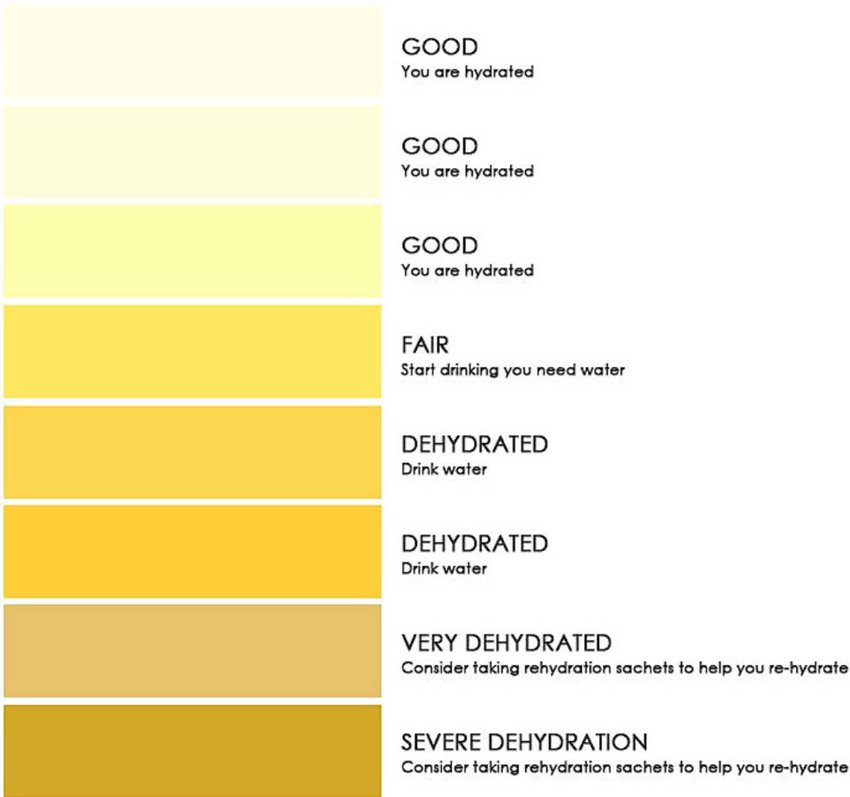 GOOD
You are hydrated
GOOD
You are hydrated
GOOD
You are hydrated
FAIR
Start drinking you need water
DEHYDRATED
Drink water
DEHYDRATED
Drink water
VERY DEHYDRATED
Consider taking rehydration sachets to help you re-hydrate
SEVERE DEHYDRATION
Consider taking rehydration sachets to help you re-hydrate